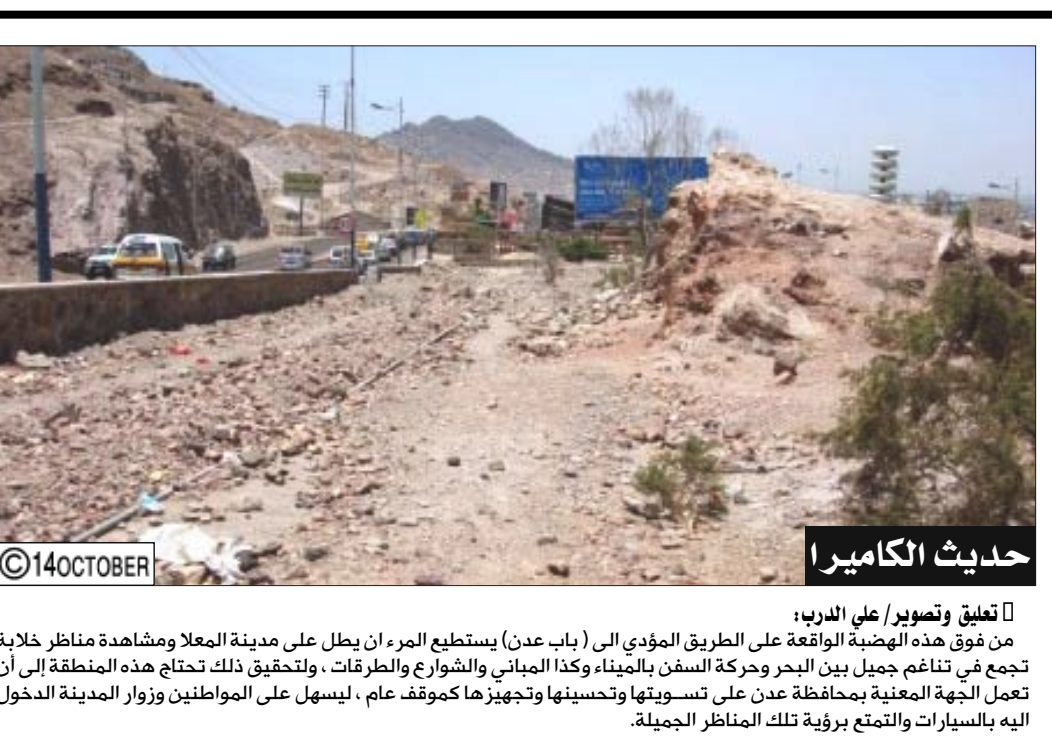 حديث الكاميرا
©14OCTOBER
تعليق وتصوير/ علي الدرب:
من فوق هذه الهضبة الواقعة على الطريق المؤدي الى ( باب عدن) يستطيع المرء ان يطل على مدينة المعلا ومشاهدة مناظر خلابة
تجمع في تناغم جميل بين البحر وحركة السفن بالميناء وكذا المباني والشوارع والطرقات ، ولتحقيق ذلك تحتاج هذه المنطقة إلى أن
تعمل الجهة المعنية بمحافظة عدن على تسـويتها وتحسينها وتجهيزها كموقف عام ، ليسهل على المواطنين وزوار المدينة الدخول
اليه بالسيارات والتمتع برؤية تلك المناظر الجميلة.